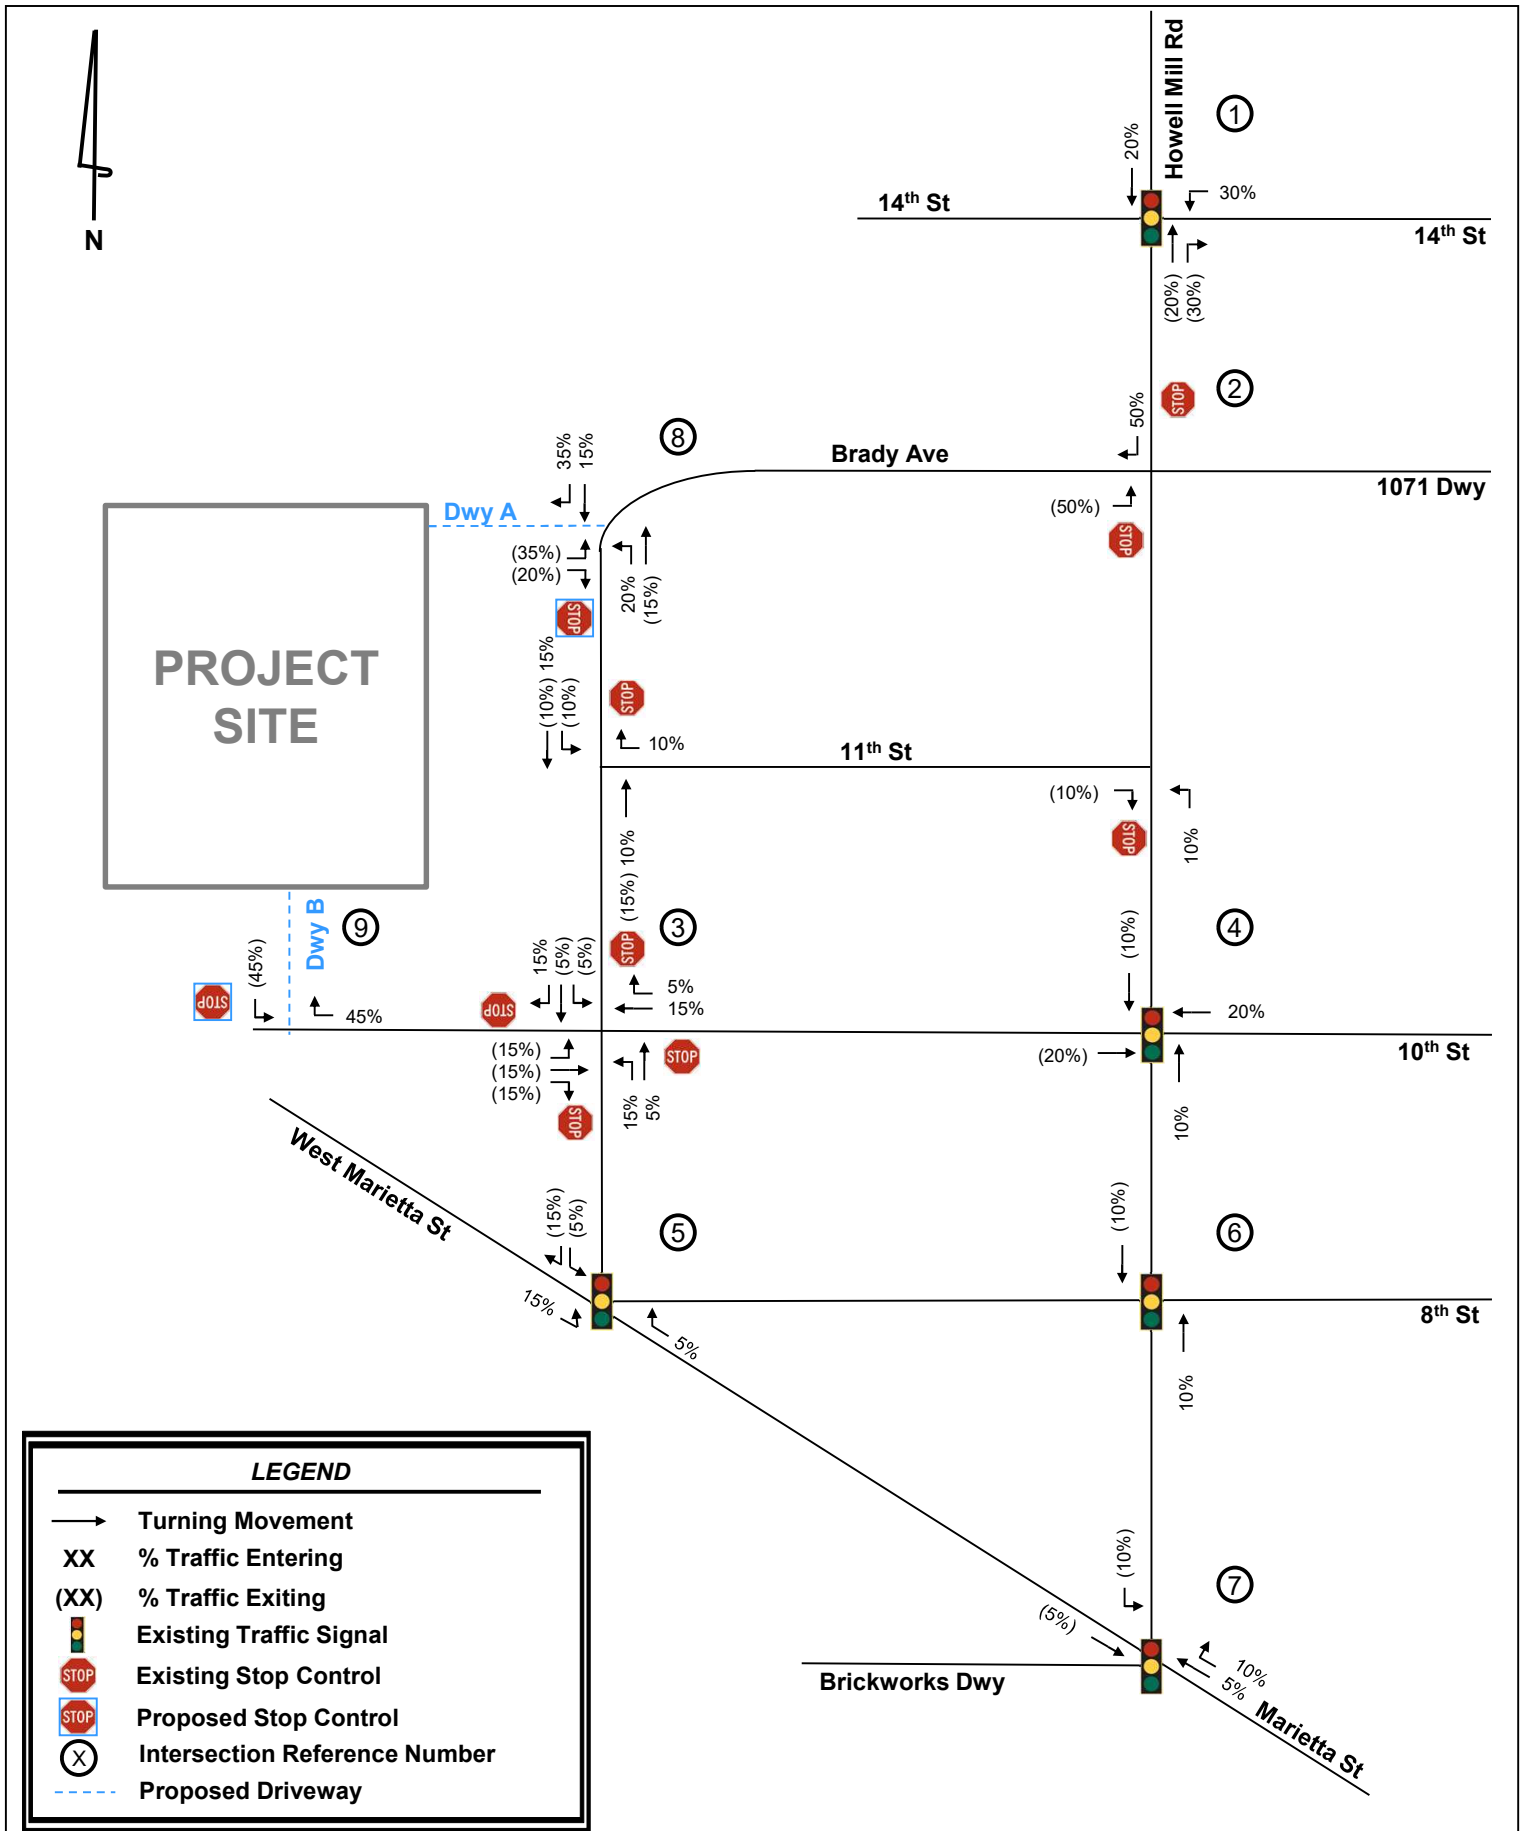 Howell Mill Rd
1
20%
14th St
30%
14th St
N
(20%)
(30%)
2
50%
STOP
8
35%
15%
Brady Ave
1071 Dwy
(50%)
STOP
Dwy A
(35%)
(20%)
20%
(15%)
STOP
PROJECT
SITE
(10%) 15%
(10%)
STOP
10%
11th St
(10%)
STOP
10%
(15%) 10%
Dwy B
9
3
4
(45%)
STOP
45%
15%
(5%)
(5%)
STOP
STOP
5%
15%
(10%)
20%
10th St
(15%)
(15%)
(15%)
STOP
STOP
15%
5%
(20%)
10%
West Marietta St
(15%)
(5%)
5
(10%)
6
15%
5%
8th St
10%
LEGEND
Turning Movement
XX % Traffic Entering
(XX) % Traffic Exiting
Existing Traffic Signal
STOP Existing Stop Control
STOP Proposed Stop Control
X Intersection Reference Number
Proposed Driveway
(10%)
7
(5%)
Brickworks Dwy
10%
5%
Marietta St